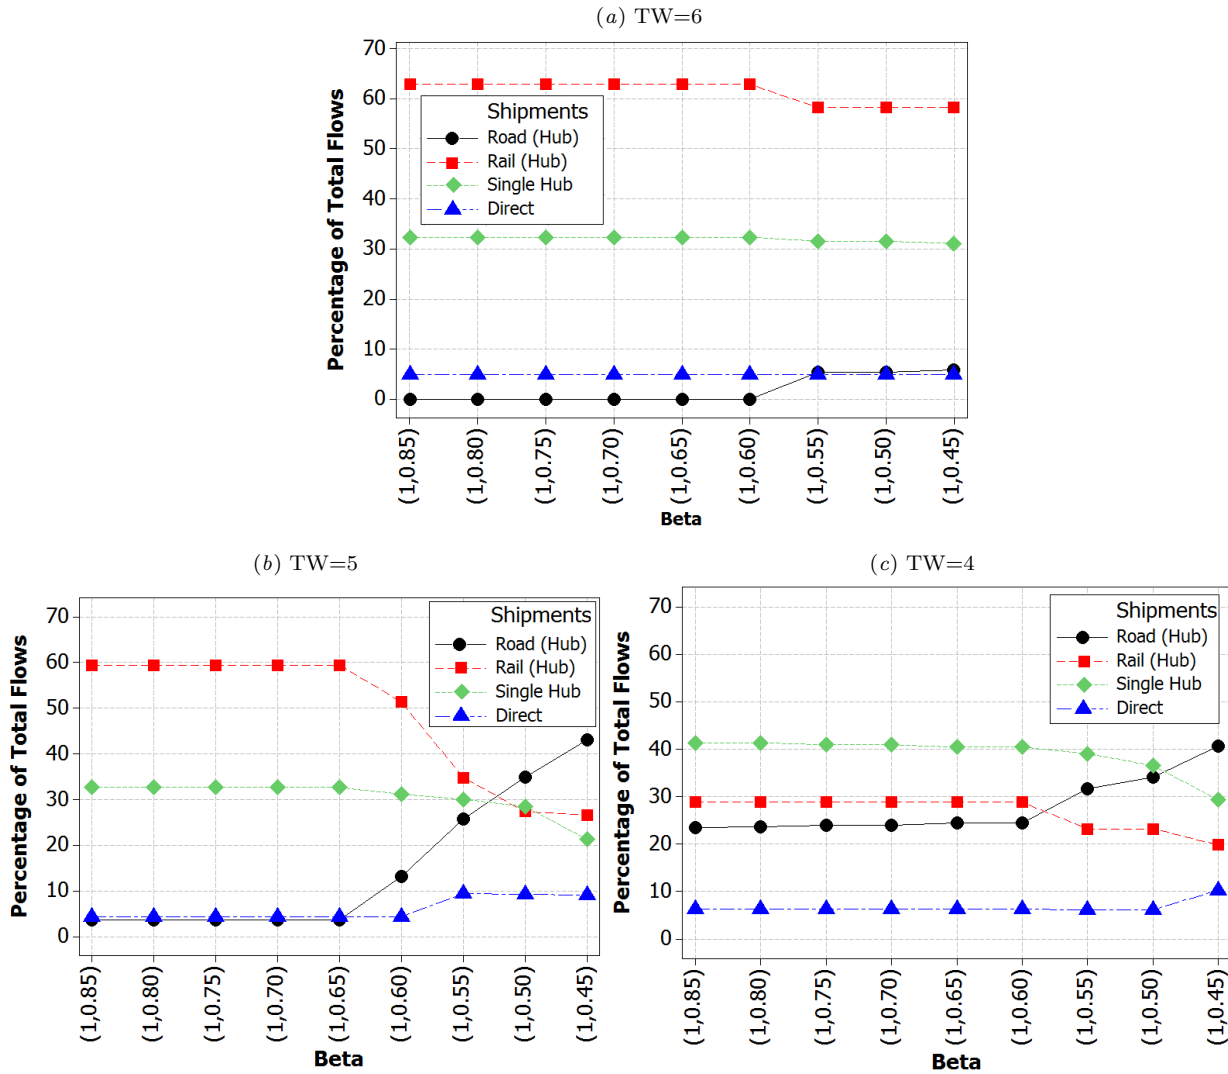 (a) TW=6
Percentage of Total Flows
70
60
50
40
30
20
10
0
Shipments
Road (Hub)
Rail (Hub)
Single Hub
Direct
(1,0.85)
(1,0.80)
(1,0.75)
(1,0.70)
(1,0.65)
(1,0.60)
(1,0.55)
(1,0.50)
(1,0.45)
Beta
(b) TW=5
Percentage of Total Flows
70
60
50
40
30
20
10
0
Shipments
Road (Hub)
Rail (Hub)
Single Hub
Direct
(1,0.85)
(1,0.80)
(1,0.75)
(1,0.70)
(1,0.65)
(1,0.60)
(1,0.55)
(1,0.50)
(1,0.45)
Beta
(c) TW=4
Percentage of Total Flows
70
60
50
40
30
20
10
0
Shipments
Road (Hub)
Rail (Hub)
Single Hub
Direct
(1,0.85)
(1,0.80)
(1,0.75)
(1,0.70)
(1,0.65)
(1,0.60)
(1,0.55)
(1,0.50)
(1,0.45)
Beta